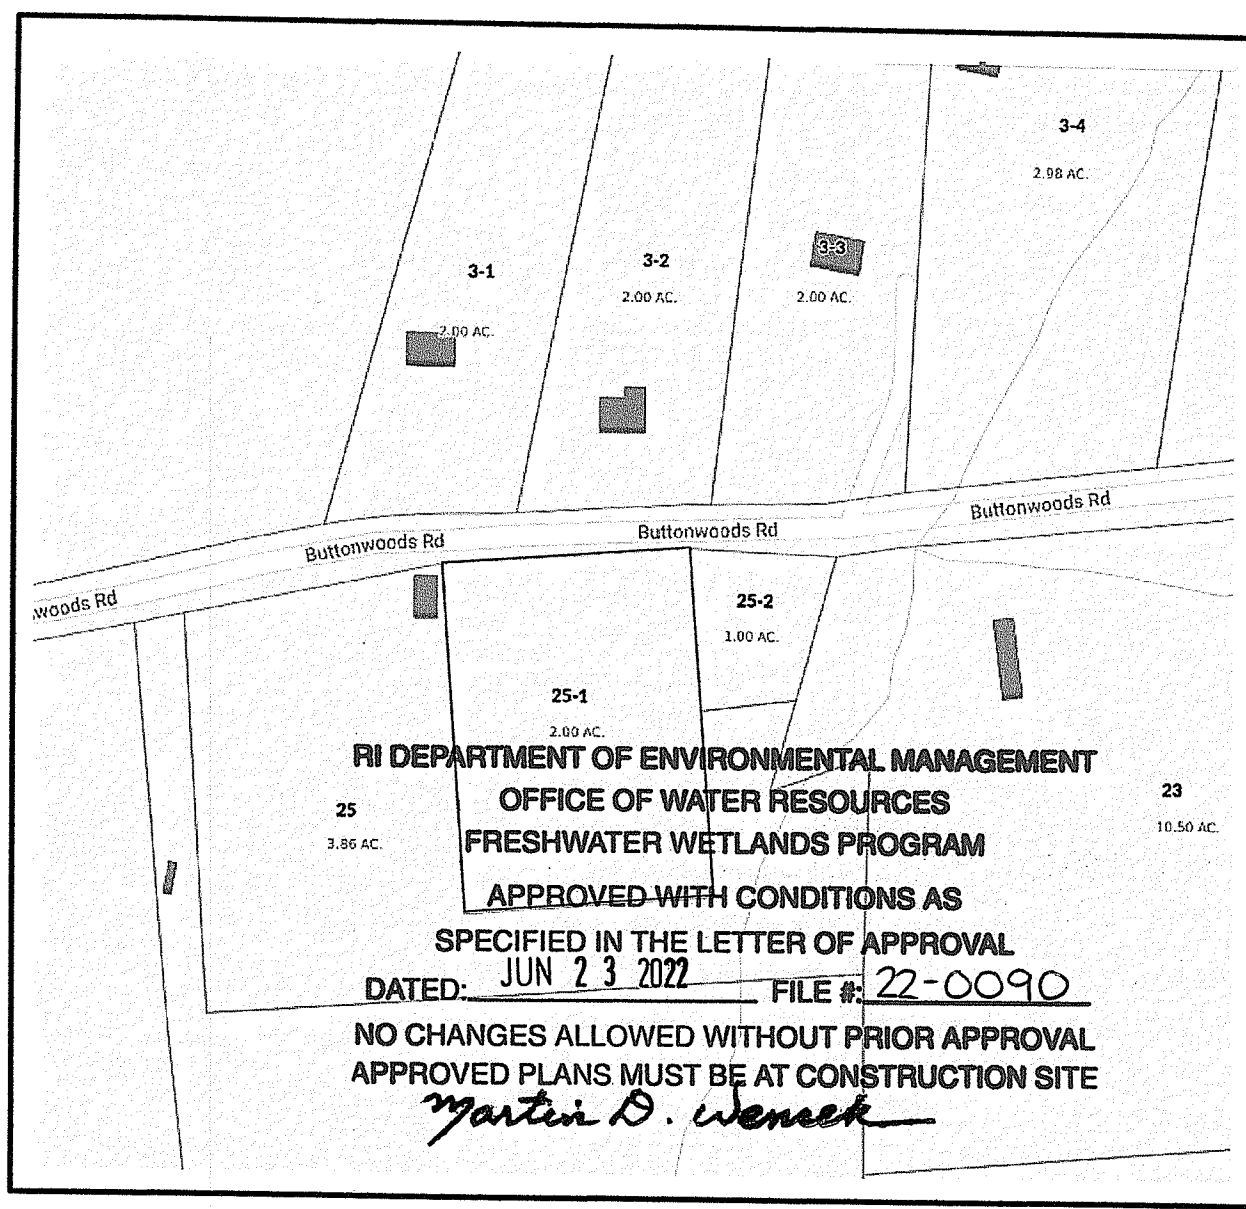 3-4
2.98 AC.
3-3
3-2
3-1
2.00 AC.
2.00 AC.
2.00 AC.
Buttonwoods Rd
Buttonwoods Rd
Buttonwoods Rd
woods Rd
25-2
1.00 AC.
25-1
2.00 AC.
RI DEPARTMENT OF ENVIRONMENTAL MANAGEMENT
23
OFFICE OF WATER RESOURCES
25
10.50 AC.
3.86 AC.
FRESHWATER WETLANDS PROGRAM
APPROVED WITH CONDITIONS AS
SPECIFIED IN THE LETTER OF APPROVAL
DATED: JUN 23 2022 FILE #: 22-0090
NO CHANGES ALLOWED WITHOUT PRIOR APPROVAL
APPROVED PLANS MUST BE AT CONSTRUCTION SITE
Martin D. Wencek